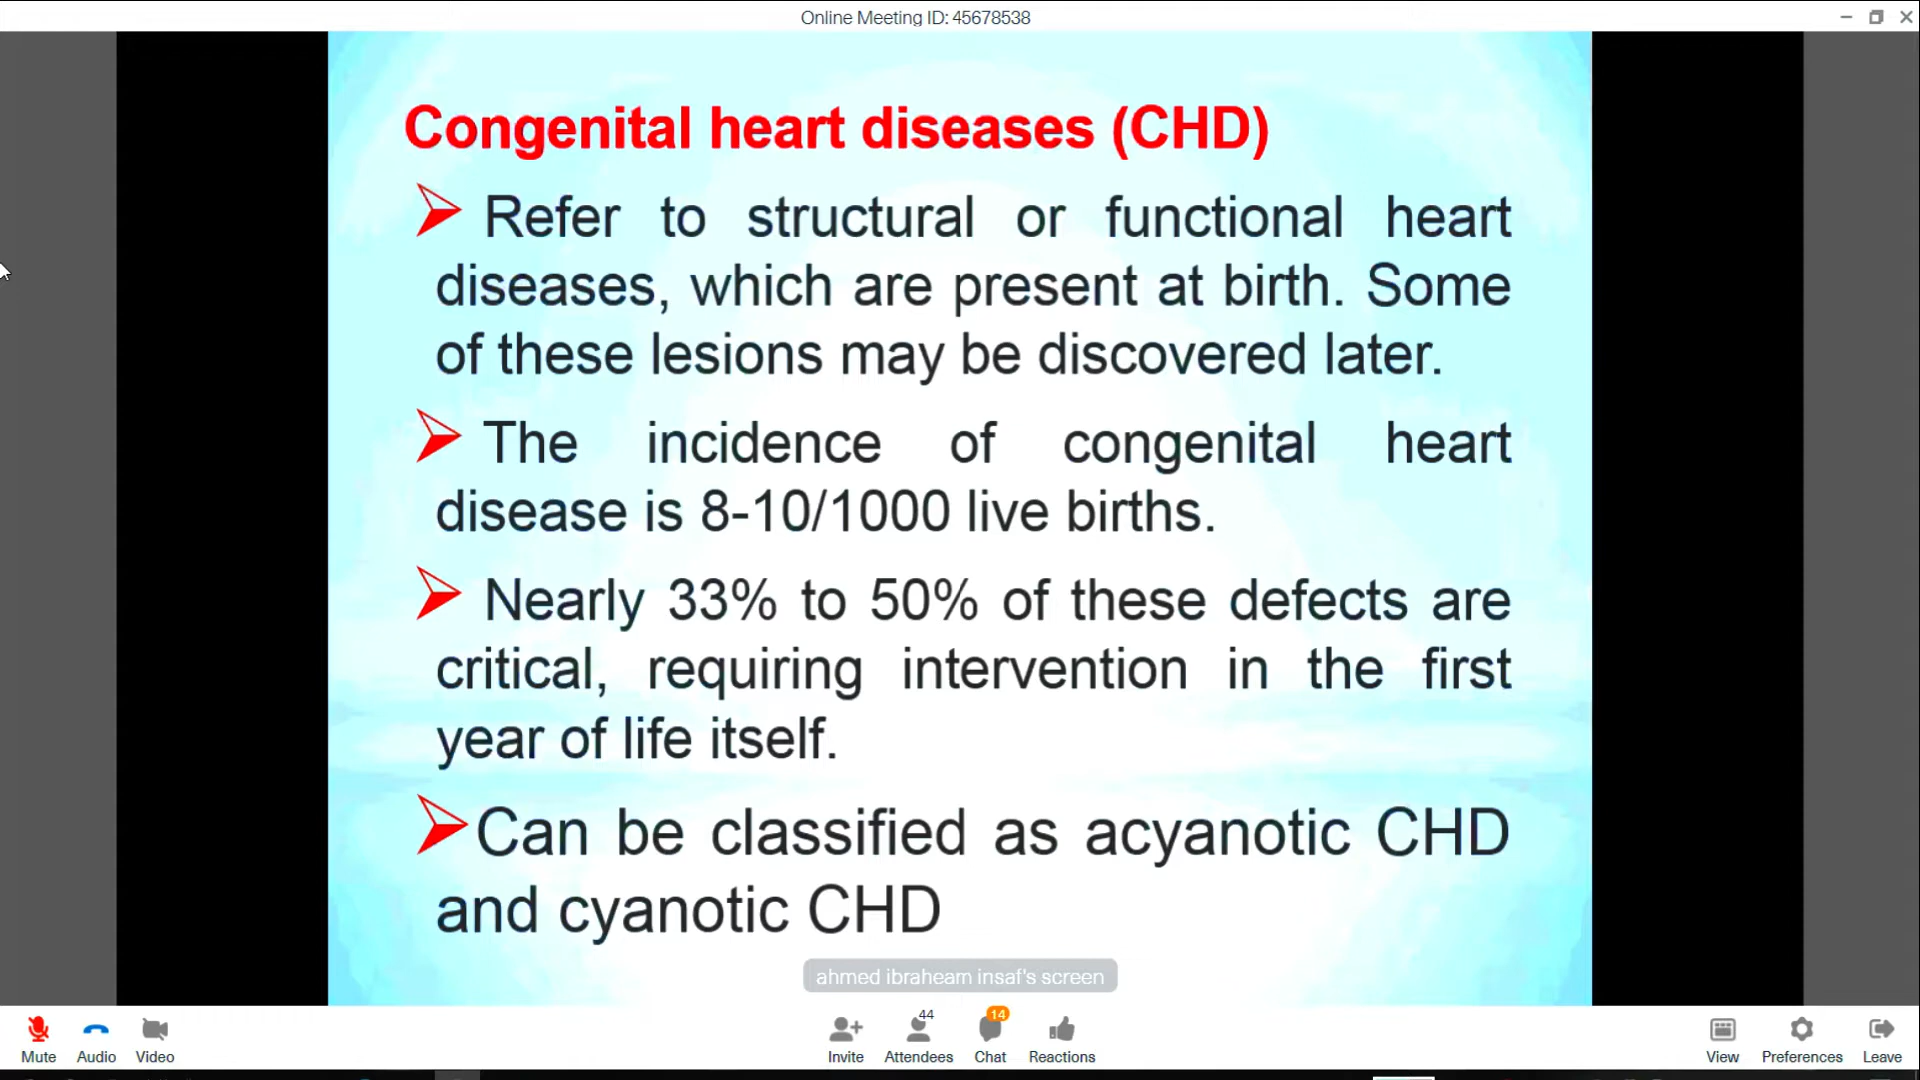 Online Meeting ID: 45678538
Congenital heart diseases (CHD)
Refer to structural or functional heart
diseases, which are present at birth. Some
of these lesions may be discovered later.
The incidence of congenital heart
disease is 8-10/1000 live births.
Nearly 33% to 50% of these defects are
critical, requiring intervention in the first
year of life itself.
Can be classified as acyanotic CHD
and cyanotic CHD
ahmed ibraheam insaf's screen
44
14
Mute
Audio
Video
Invite
Attendees
Chat
Reactions
View
Preferences
Leave